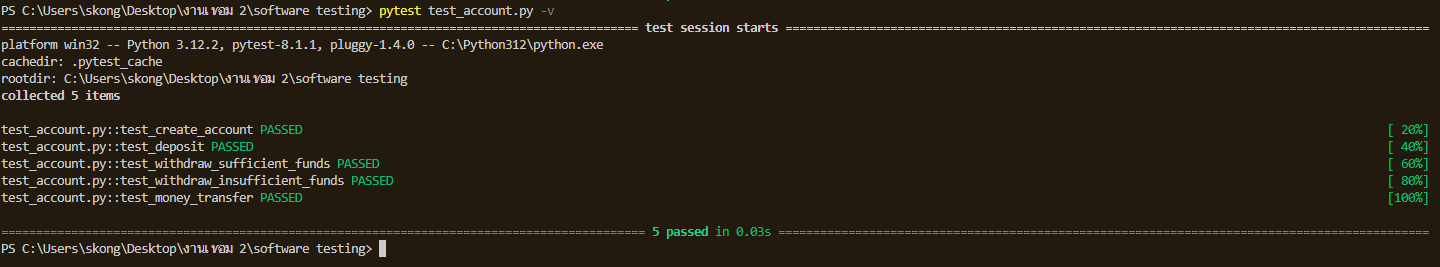 PS C:\Users\skong\Desktop\งานเทอม 2\software testing> pytest test_account.py -v
============================================ test session starts ============================================
platform win32 -- Python 3.12.2, pytest-8.1.1, pluggy-1.4.0 -- C:\Python312\python.exe
cachedir: .pytest_cache
rootdir: C:\Users\skong\Desktop\งานเทอม 2\software testing
collected 5 items
test_account.py::test_create_account PASSED [ 20%]
test_account.py::test_deposit PASSED [ 40%]
test_account.py::test_withdraw_sufficient_funds PASSED [ 60%]
test_account.py::test_withdraw_insufficient_funds PASSED [ 80%]
test_account.py::test_money_transfer PASSED [100%]
============================================ 5 passed in 0.03s ============================================
PS C:\Users\skong\Desktop\งานเทอม 2\software testing>